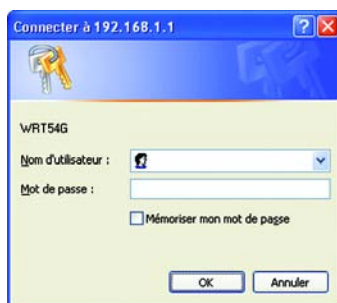 Connecter à 192.168.1.1
WRT54G
Nom d'utilisateur :
Mot de passe :
Mémoriser mon mot de passe
OK
Annuler